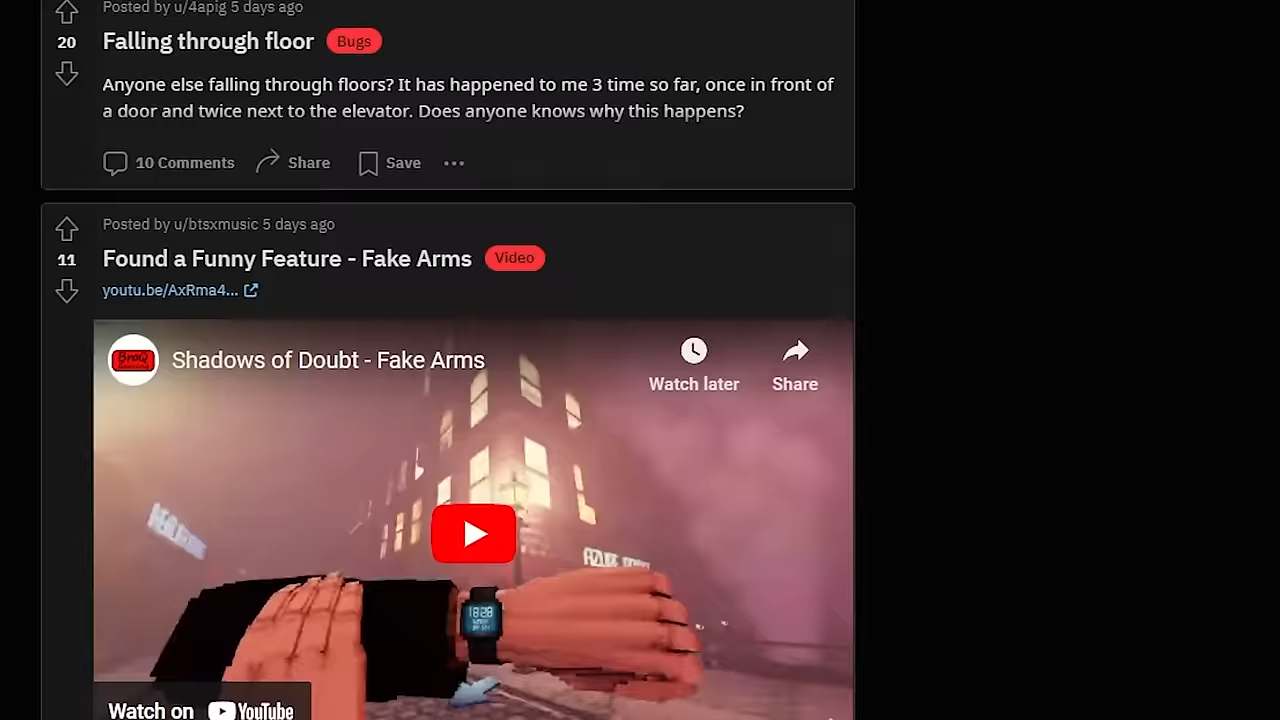 Posted by u/4apig 5 days ago
20
Falling through floor Bugs
Anyone else falling through floors? It has happened to me 3 time so far, once in front of
a door and twice next to the elevator. Does anyone knows why this happens?
10 Comments Share Save
Posted by u/btsxmusic 5 days ago
11
Found a Funny Feature - Fake Arms Video
youtu.be/AxRma4...
BroQ
Shadows of Doubt - Fake Arms
Watch later Share
AZURE
1828
Watch on YouTube